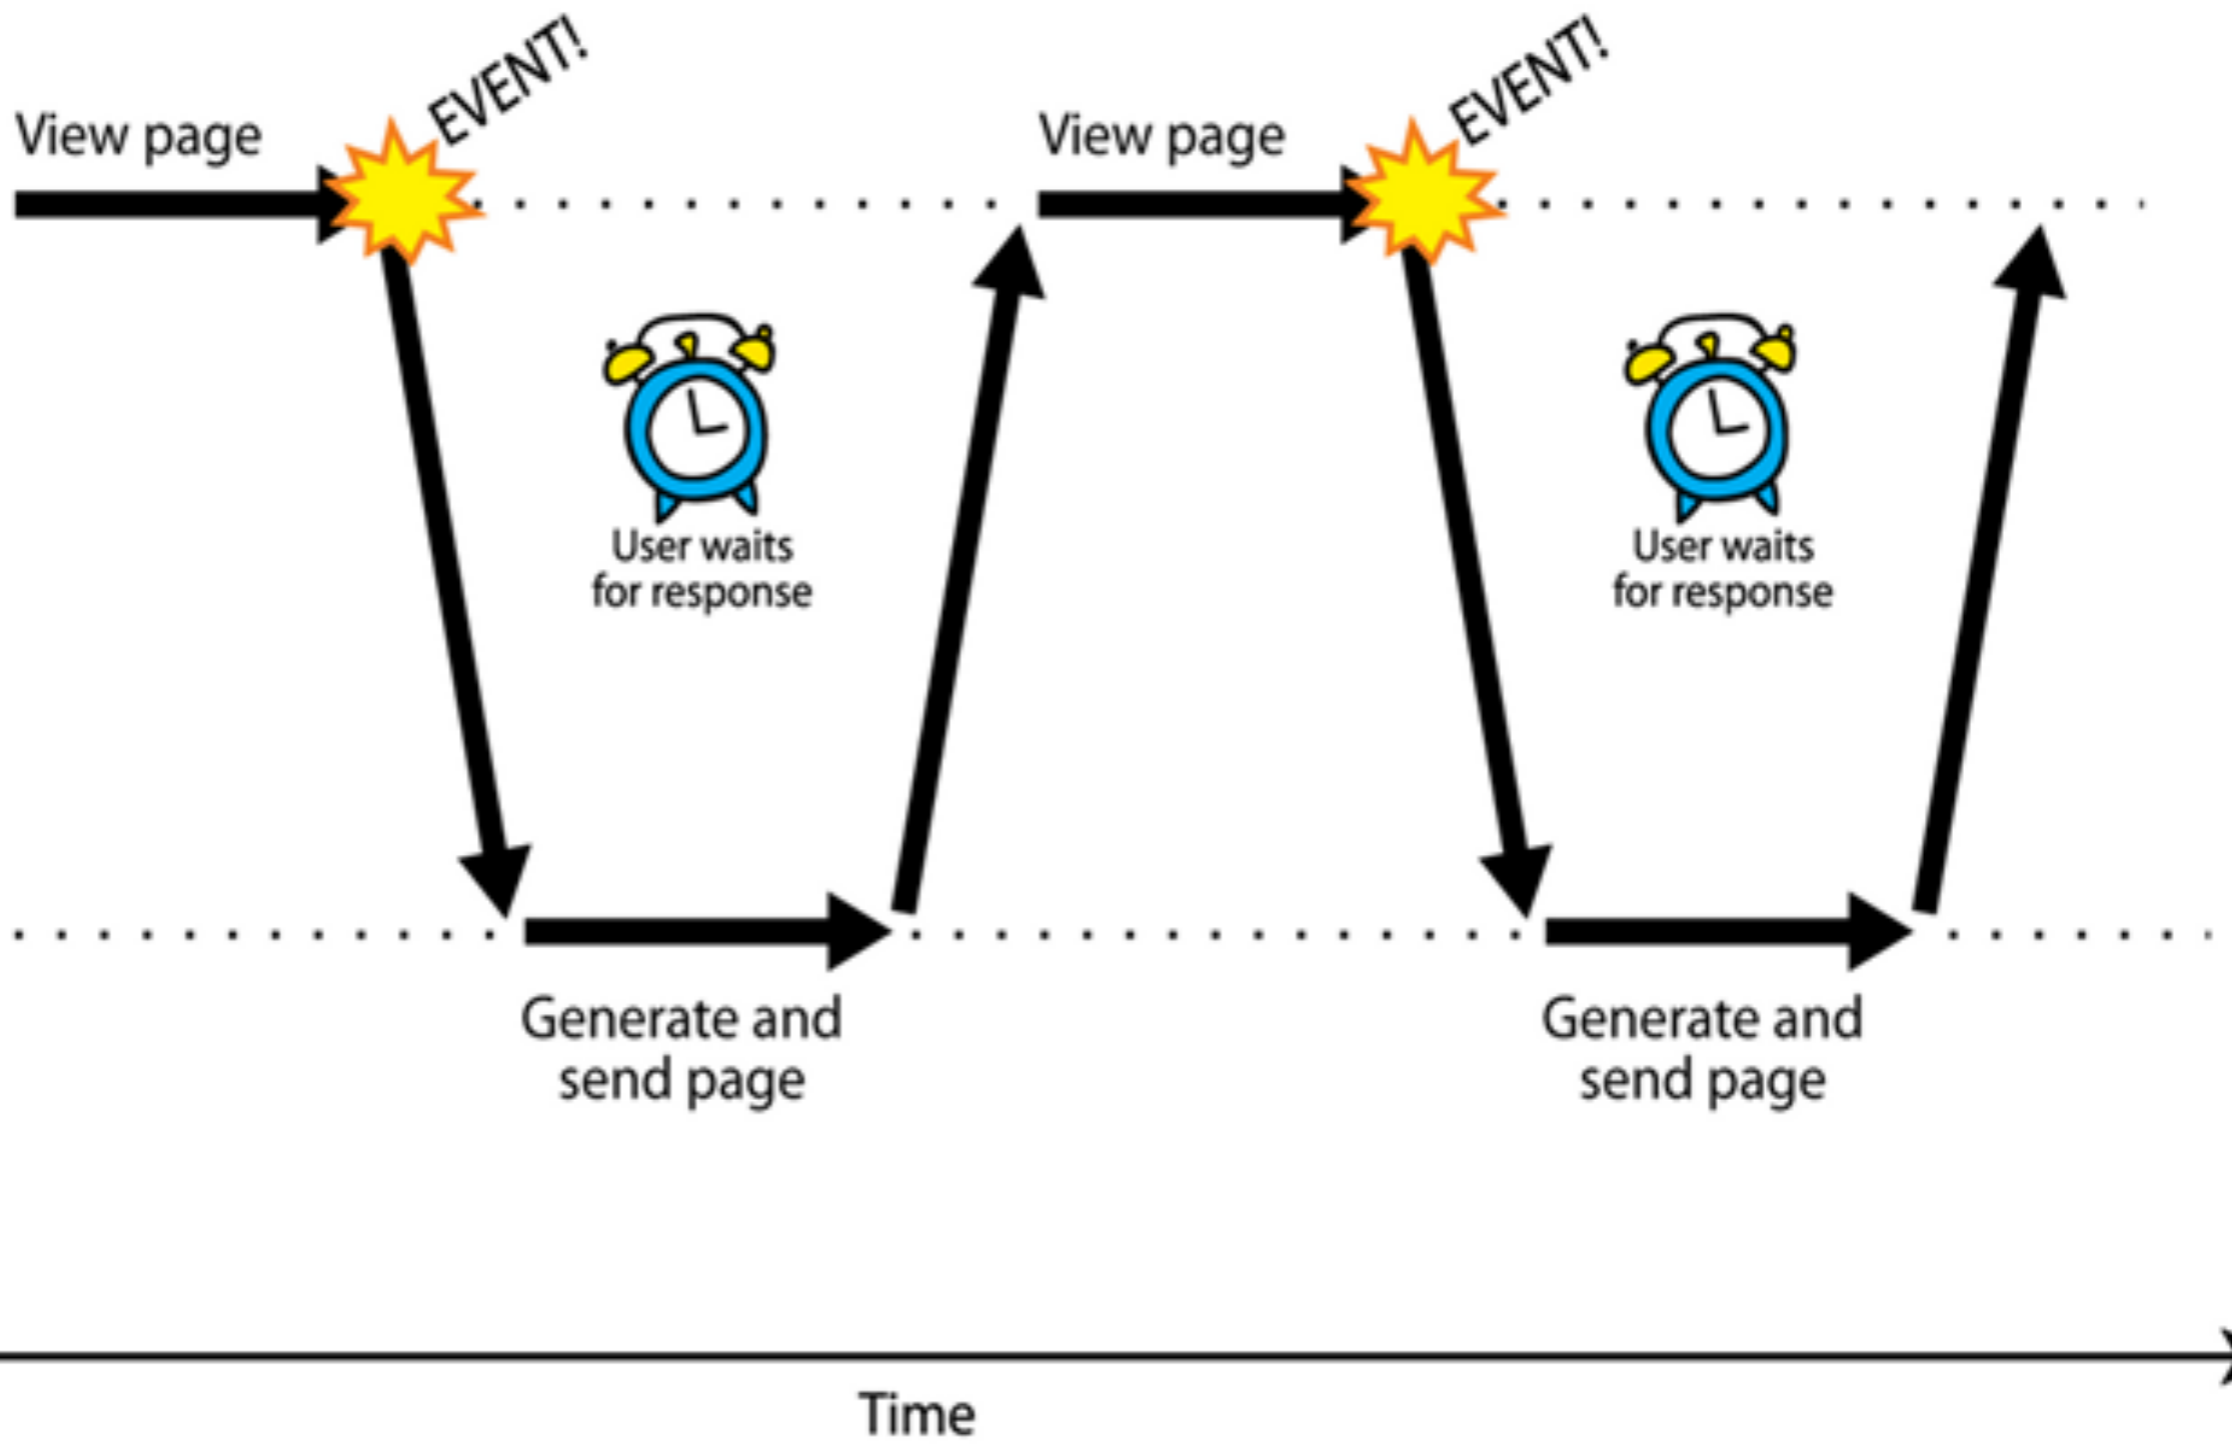 EVENT!
EVENT!
View page
View page
User waits
for response
User waits
for response
Generate and
send page
Generate and
send page
Time